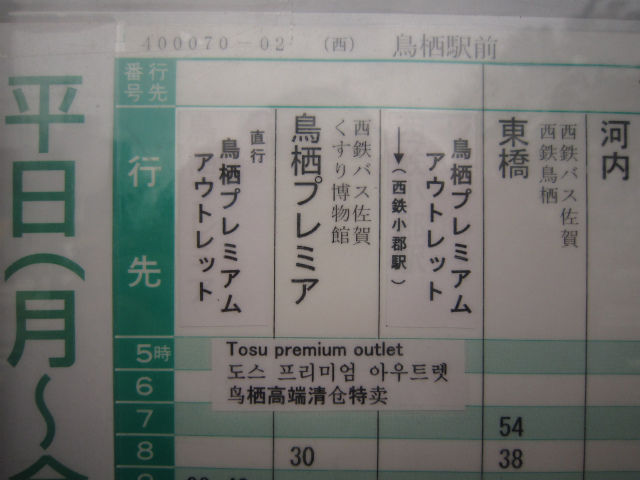 400070-02 (西) 鳥栖駅前
平日(月～金
行先
番号
行先
直行
鳥栖プレミアム
アウトレット
鳥栖プレミア
西鉄バス佐賀
くすり博物館
鳥栖プレミアム
アウトレット
→(西鉄小郡駅)
東橋
西鉄バス佐賀
西鉄鳥栖
河内
5時
Tosu premium outlet
도스 프리미엄 아우트렛
鸟栖高端清仓特卖
6
7 54
8 30 38